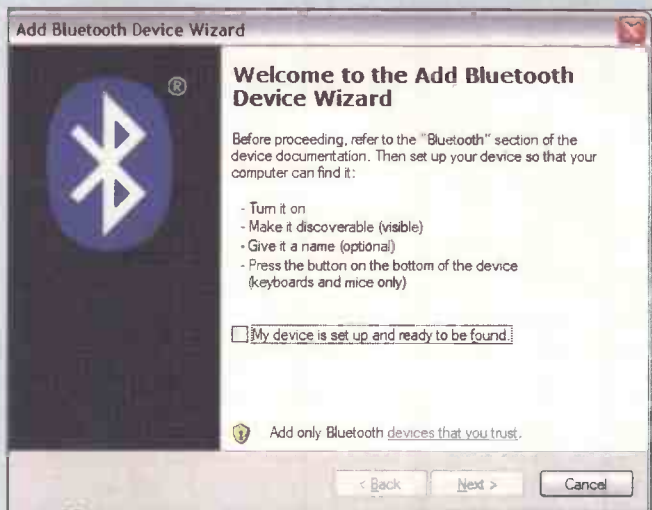 Add Bluetooth Device Wizard
®
Welcome to the Add Bluetooth
Device Wizard
Before proceeding, refer to the "Bluetooth" section of the
device documentation. Then set up your device so that your
computer can find it:
- Turn it on
- Make it discoverable (visible)
- Give it a name (optional)
- Press the button on the bottom of the device
(keyboards and mice only)
My device is set up and ready to be found.
Add only Bluetooth devices that you trust.
< Back
Next >
Cancel